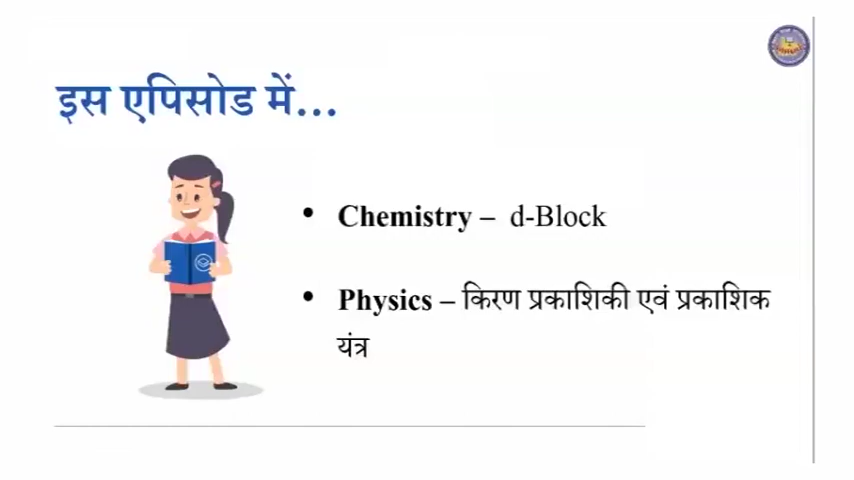 इस एपिसोड में...
• Chemistry – d-Block
• Physics – किरण प्रकाशिकी एवं प्रकाशिक
यंत्र